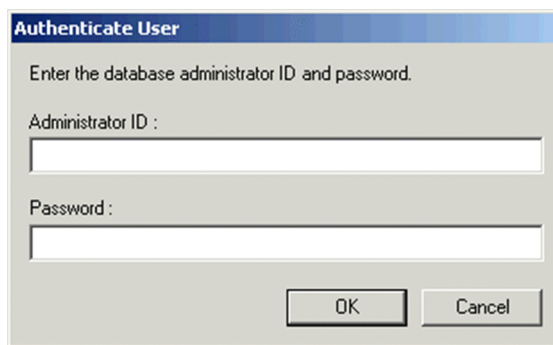 Authenticate User
Enter the database administrator ID and password.
Administrator ID :
Password :
OK
Cancel